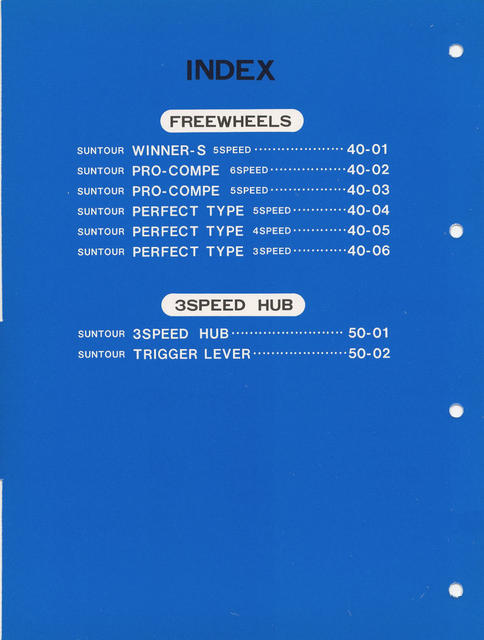 INDEX
FREEWHEELS
SUNTOUR WINNER-S 5SPEED ···················· 40-01
SUNTOUR PRO-COMPE 6SPEED ················· 40-02
SUNTOUR PRO-COMPE 5SPEED ················· 40-03
SUNTOUR PERFECT TYPE 5SPEED ············ 40-04
SUNTOUR PERFECT TYPE 4SPEED ············ 40-05
SUNTOUR PERFECT TYPE 3SPEED ············ 40-06
3SPEED HUB
SUNTOUR 3SPEED HUB ························· 50-01
SUNTOUR TRIGGER LEVER ····················· 50-02